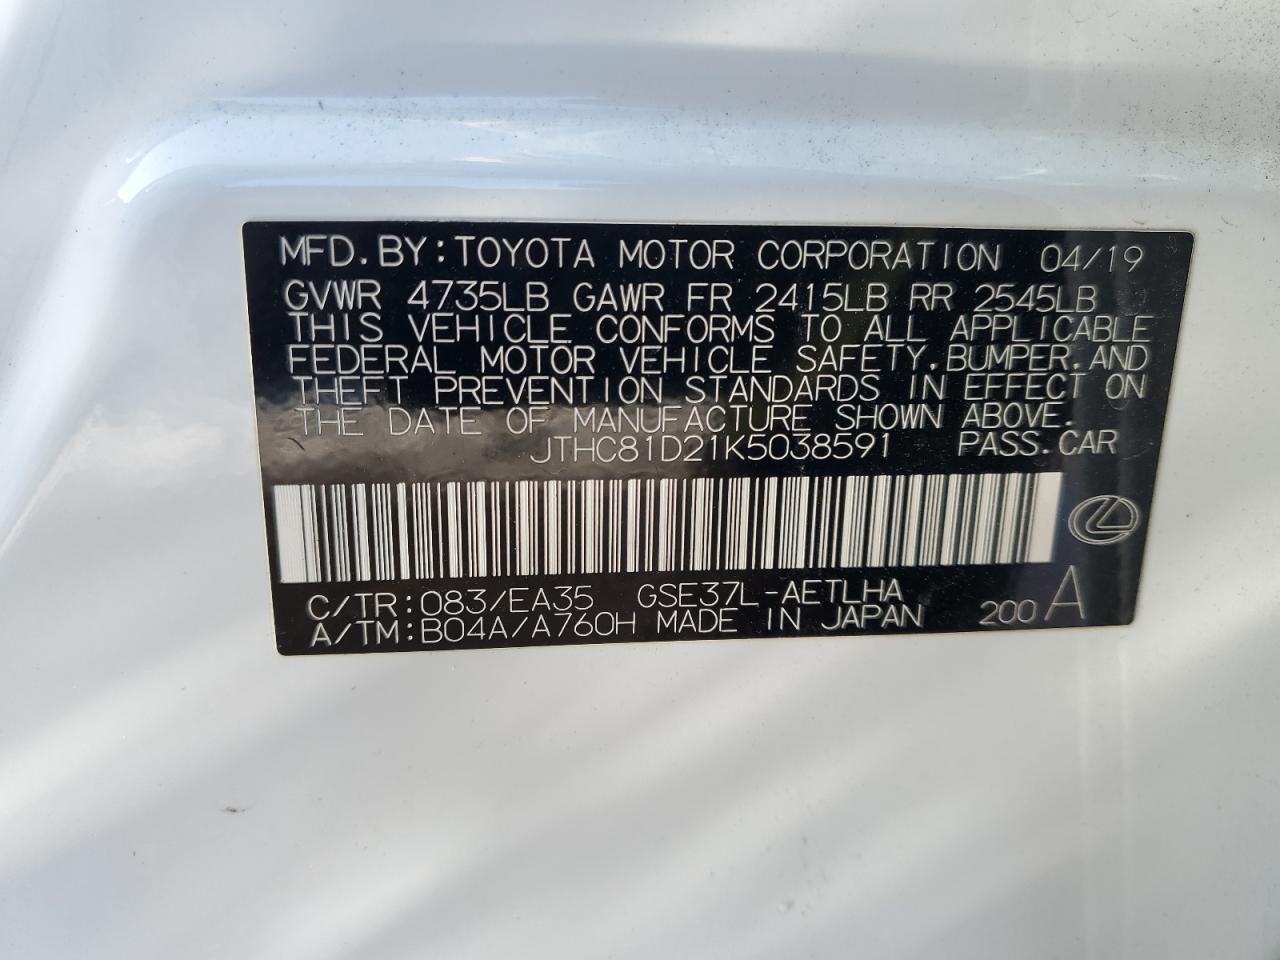 MFD.BY:TOYOTA MOTOR CORPORATION 04/19
GVWR 4735LB GAWR FR 2415LB RR 2545LB
THIS VEHICLE CONFORMS TO ALL APPLICABLE
FEDERAL MOTOR VEHICLE SAFETY,BUMPER,AND
THEFT PREVENTION STANDARDS IN EFFECT ON
THE DATE OF MANUFACTURE SHOWN ABOVE.
JTHC81D21K5038591 PASS.CAR
C/TR:083/EA35 GSE37L-AETLHA
A/TM:B04A/A760H MADE IN JAPAN 200A